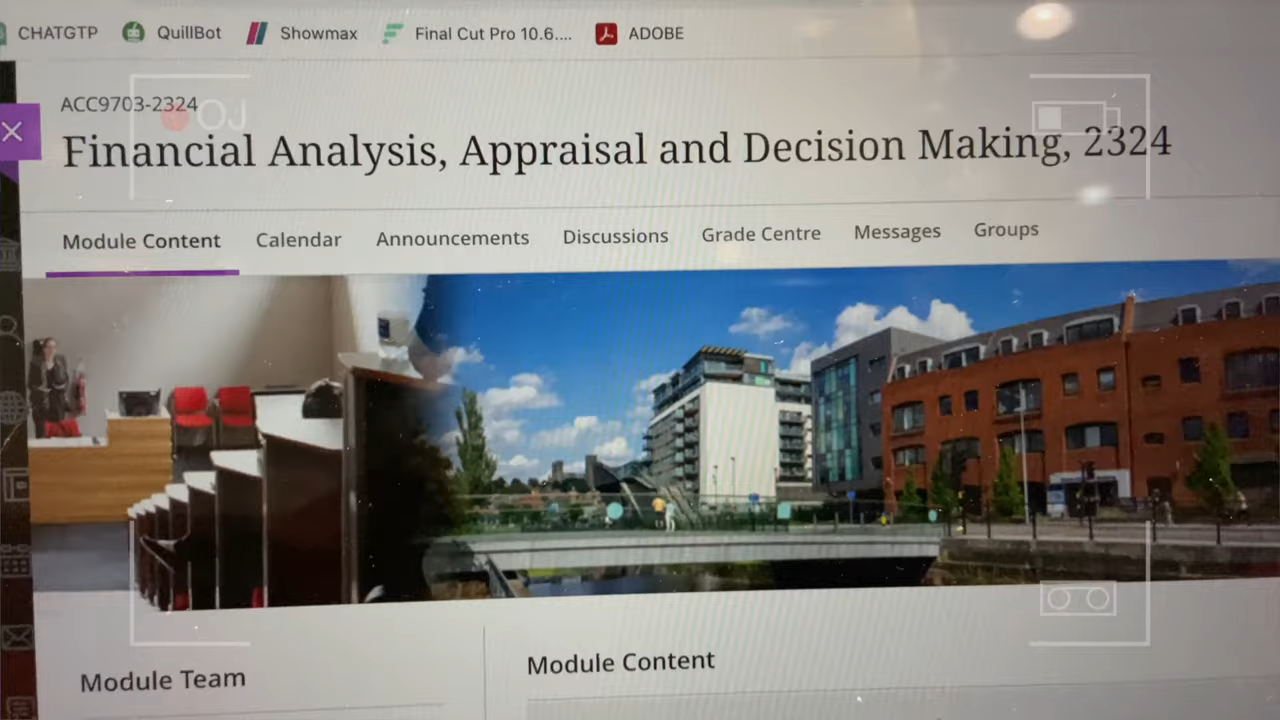 CHATGTP QuillBot Showmax Final Cut Pro 10.6.... ADOBE
ACC9703-2324
OJ
Financial Analysis, Appraisal and Decision Making, 2324
Module Content Calendar Announcements Discussions Grade Centre Messages Groups
Module Team
Module Content